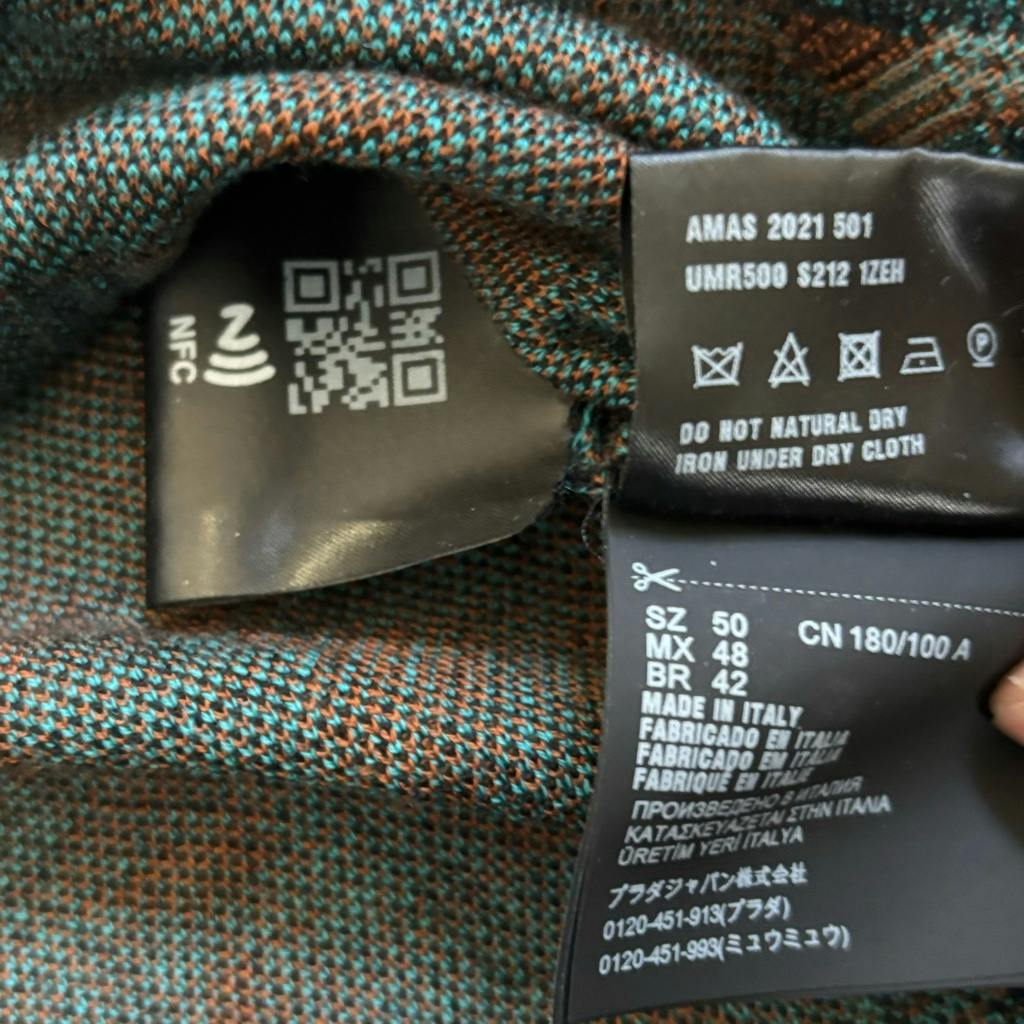 NFC
AMAS 2021 501
UMR500 S212 1ZEH
P
DO NOT NATURAL DRY
IRON UNDER DRY CLOTH
SZ 50
MX 48
BR 42
CN 180/100 A
MADE IN ITALY
FABRICADO EN ITALIA
FABRICADO EM ITALIA
FABRIQUÉ EN ITALIE
ПРОИЗВЕДЕНО В ИТАЛИЯ
ΚΑΤΑΣΚΕΥΑΖΕΤΑΙ ΣΤΗΝ ΙΤΑΛΙΑ
ÜRETİM YERİ İTALYA
プラダジャパン株式会社
0120-451-913(プラダ)
0120-451-993(ミュウミュウ)